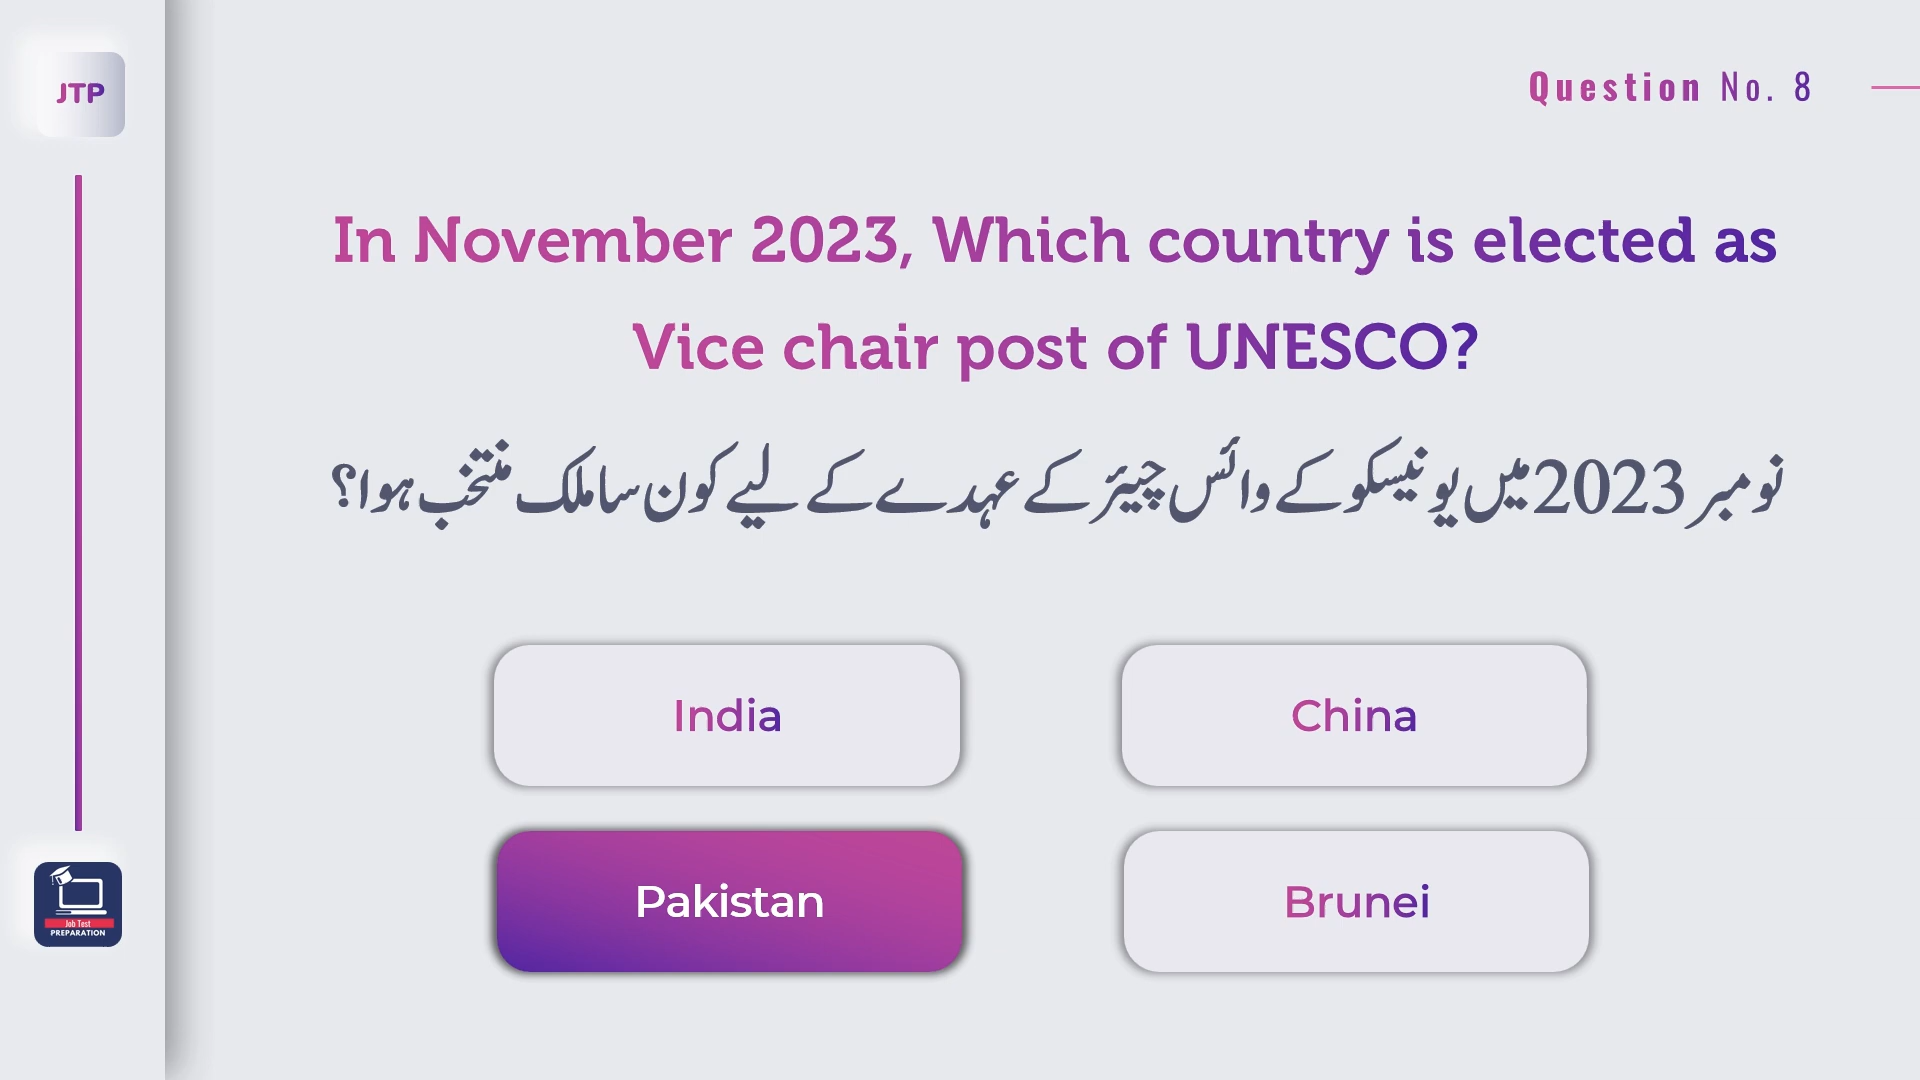 JTP
Question No. 8
In November 2023, Which country is elected as
Vice chair post of UNESCO?
نومبر 2023 میں یونیسکو کے وائس چیئر کے عہدے کے لیے کون سا ملک منتخب ہوا؟
India
China
Pakistan
Brunei
Job Test
PREPARATION